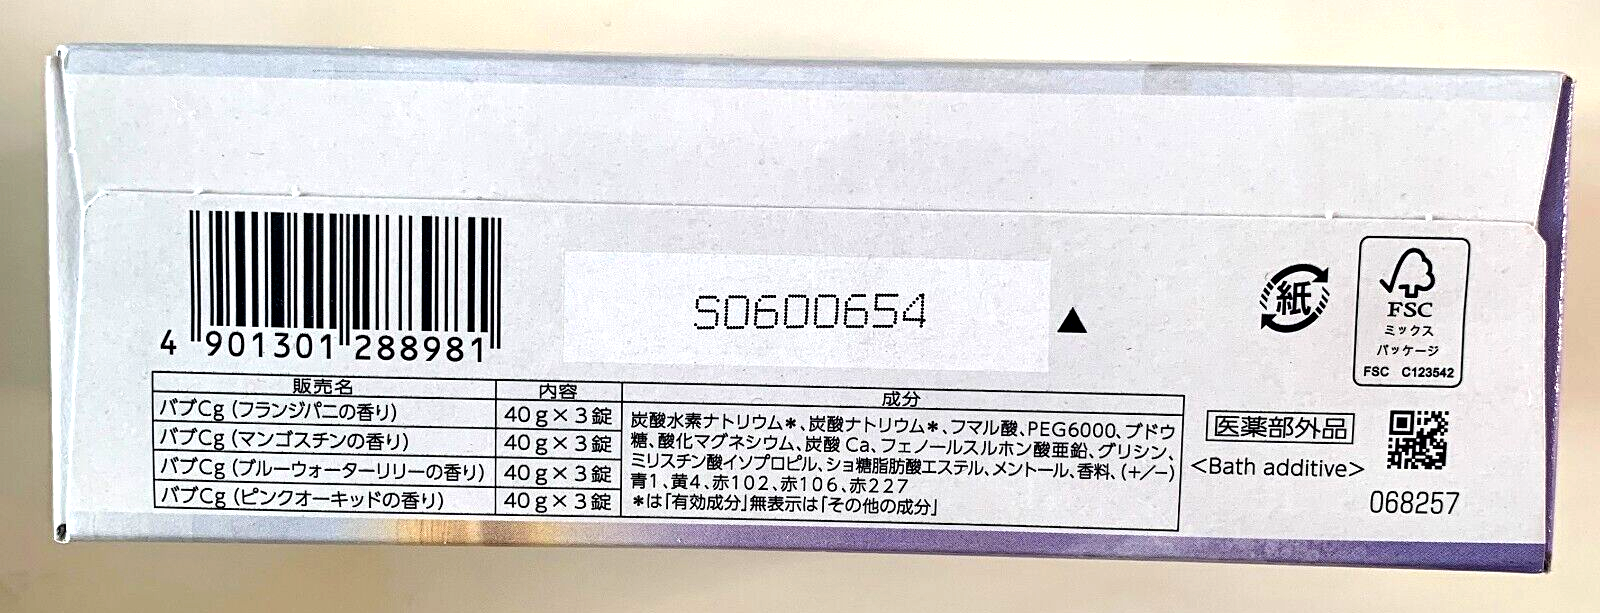 4 901301 288981
S0600654
▲
紙
FSC
ミックス
パッケージ
FSC C123542
販売名 内容 成分
バブCg (フランジパニの香り) 40g×3錠
バブCg (マンゴスチンの香り) 40g×3錠
バブCg (ブルーウォーターリリーの香り) 40g×3錠
バブCg (ピンクオーキッドの香り) 40g×3錠
炭酸水素ナトリウム*、炭酸ナトリウム*、フマル酸、PEG6000、ブドウ
糖、酸化マグネシウム、炭酸Ca、フェノールスルホン酸亜鉛、グリシン、
ミリスチン酸イソプロピル、ショ糖脂肪酸エステル、メントール、香料、(+/−)
青1、黄4、赤102、赤106、赤227
*は「有効成分」無表示は「その他の成分」
医薬部外品
<Bath additive>
068257